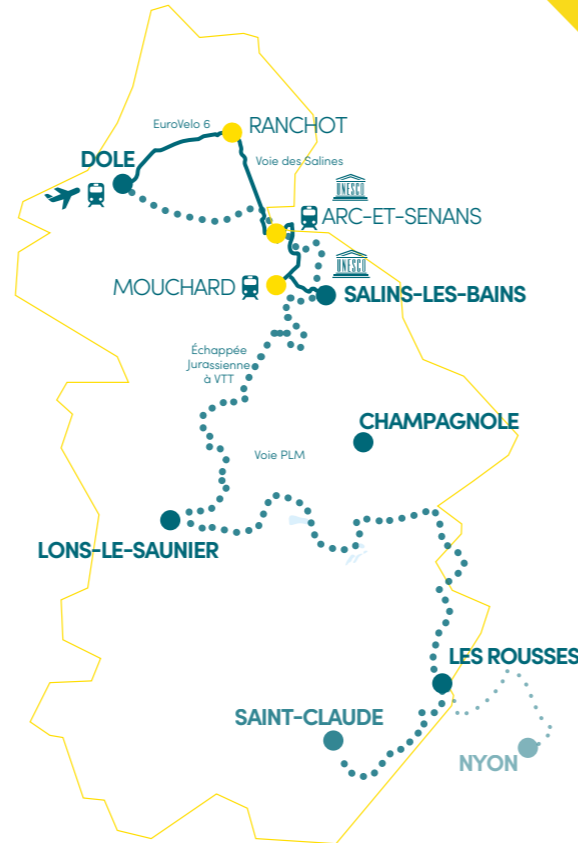 EuroVelo 6
RANCHOT
DOLE
Voie des Salines
UNESCO
ARC-ET-SENANS
UNESCO
MOUCHARD
SALINS-LES-BAINS
Échappée
Jurassienne
à VTT
CHAMPAGNOLE
Voie PLM
LONS-LE-SAUNIER
LES ROUSSES
SAINT-CLAUDE
NYON